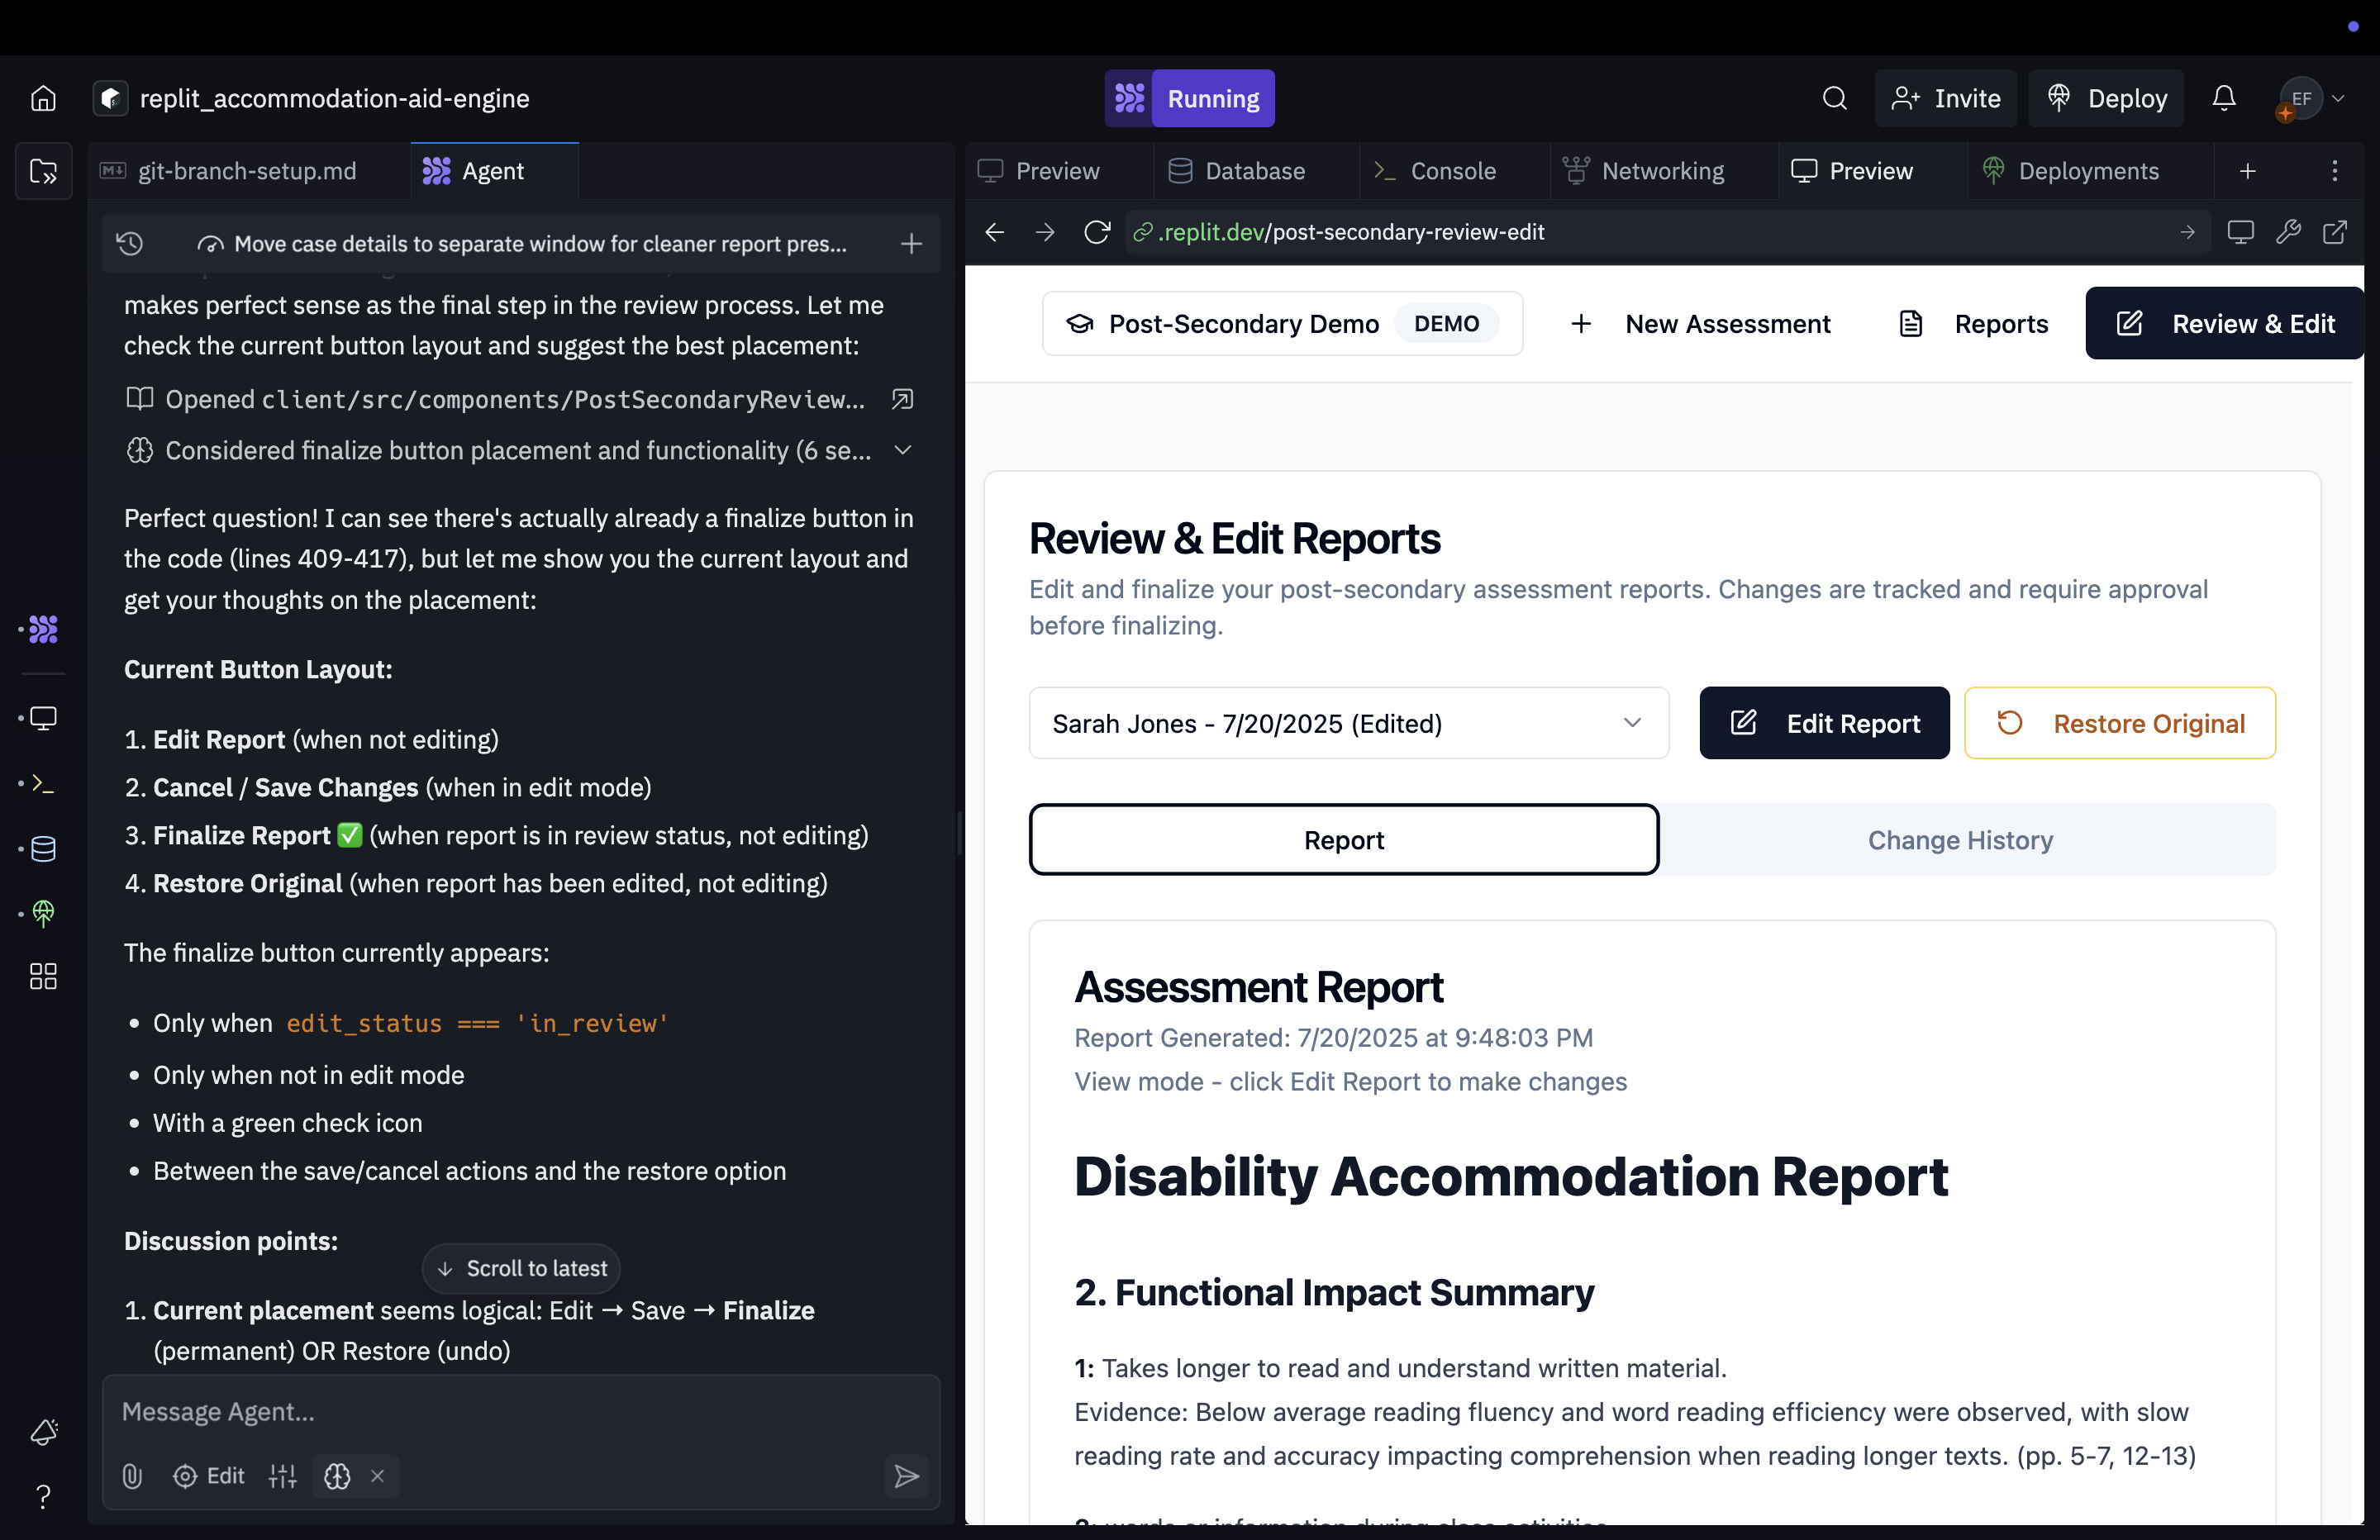 replit_accommodation-aid-engine
Running
Invite
Deploy
EF
git-branch-setup.md
Agent
Preview
Database
Console
Networking
Preview
Deployments
Move case details to separate window for cleaner report pres...
.replit.dev/post-secondary-review-edit
makes perfect sense as the final step in the review process. Let me
check the current button layout and suggest the best placement:
Opened client/src/components/PostSecondaryReview...
Considered finalize button placement and functionality (6 se...
Perfect question! I can see there's actually already a finalize button in
the code (lines 409-417), but let me show you the current layout and
get your thoughts on the placement:
Current Button Layout:
1. Edit Report (when not editing)
2. Cancel / Save Changes (when in edit mode)
3. Finalize Report ✅ (when report is in review status, not editing)
4. Restore Original (when report has been edited, not editing)
The finalize button currently appears:
• Only when edit_status === 'in_review'
• Only when not in edit mode
• With a green check icon
• Between the save/cancel actions and the restore option
Discussion points:
Scroll to latest
1. Current placement seems logical: Edit → Save → Finalize
(permanent) OR Restore (undo)
Message Agent...
Edit
Post-Secondary Demo DEMO
New Assessment
Reports
Review & Edit
Review & Edit Reports
Edit and finalize your post-secondary assessment reports. Changes are tracked and require approval
before finalizing.
Sarah Jones - 7/20/2025 (Edited)
Edit Report
Restore Original
Report
Change History
Assessment Report
Report Generated: 7/20/2025 at 9:48:03 PM
View mode - click Edit Report to make changes
Disability Accommodation Report
2. Functional Impact Summary
1: Takes longer to read and understand written material.
Evidence: Below average reading fluency and word reading efficiency were observed, with slow
reading rate and accuracy impacting comprehension when reading longer texts. (pp. 5-7, 12-13)